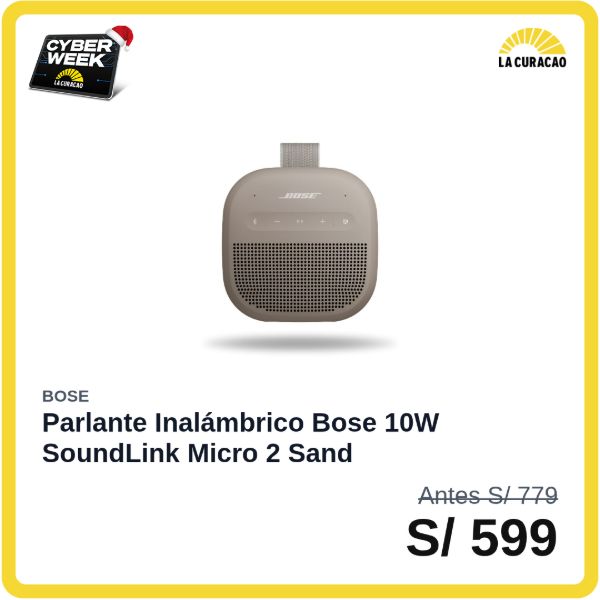 CYBER
WEEK
LA CURACAO
LA CURACAO
BOSE
BOSE
Parlante Inalámbrico Bose 10W
SoundLink Micro 2 Sand
Antes S/ 779
S/ 599